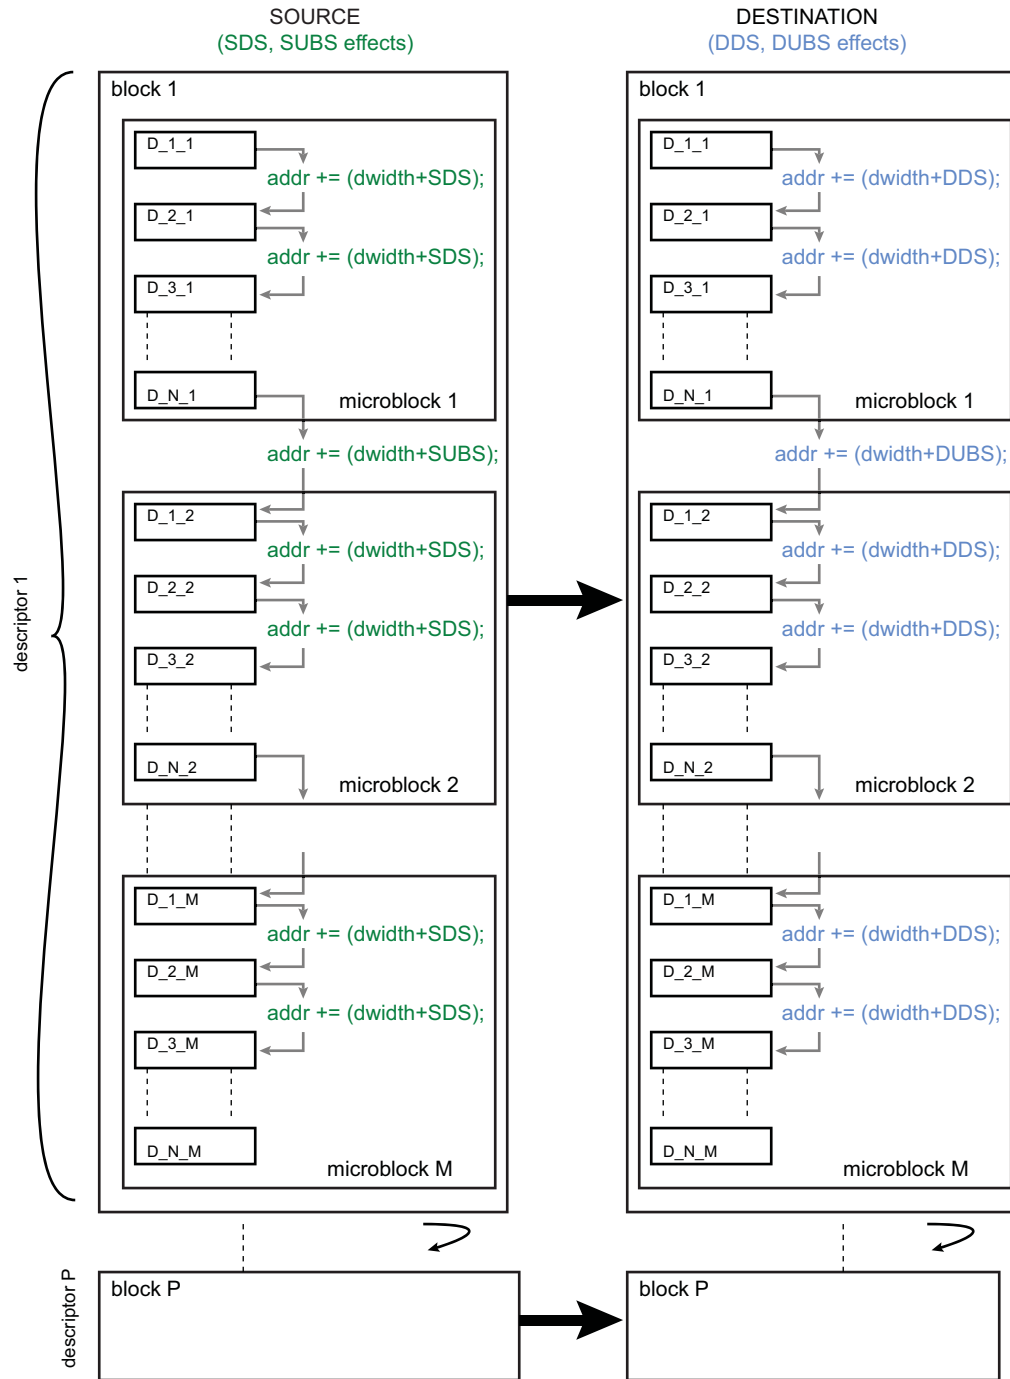 SOURCE
(SDS, SUBS effects)
block 1
D_1_1
addr += (dwidth+SDS);
D_2_1
addr += (dwidth+SDS);
D_3_1
D_N_1
microblock 1
addr += (dwidth+SUBS);
D_1_2
addr += (dwidth+SDS);
D_2_2
addr += (dwidth+SDS);
D_3_2
D_N_2
microblock 2
D_1_M
addr += (dwidth+SDS);
D_2_M
addr += (dwidth+SDS);
D_3_M
D_N_M
microblock M
descriptor 1
block P
descriptor P
DESTINATION
(DDS, DUBS effects)
block 1
D_1_1
addr += (dwidth+DDS);
D_2_1
addr += (dwidth+DDS);
D_3_1
D_N_1
microblock 1
addr += (dwidth+DUBS);
D_1_2
addr += (dwidth+DDS);
D_2_2
addr += (dwidth+DDS);
D_3_2
D_N_2
microblock 2
D_1_M
addr += (dwidth+DDS);
D_2_M
addr += (dwidth+DDS);
D_3_M
D_N_M
microblock M
block P